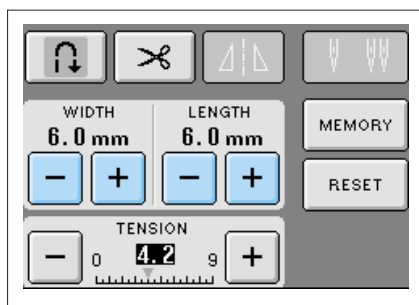 WIDTH
6.0 mm
LENGTH
6.0 mm
MEMORY
− + − +
RESET
TENSION
− 0 4.2 9 +